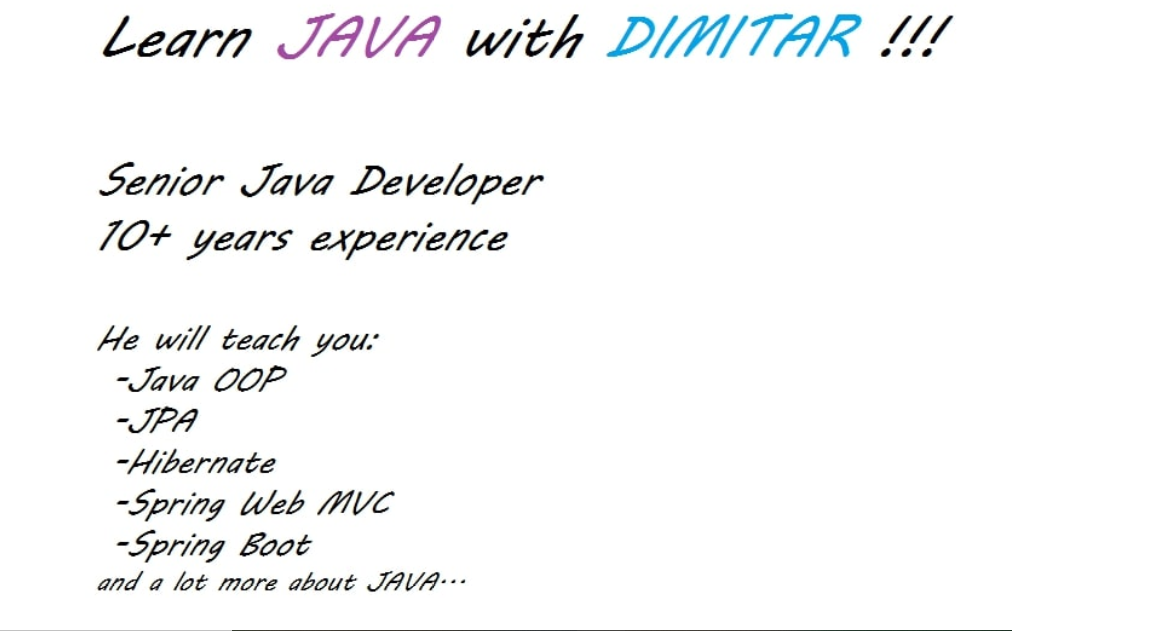 Learn JAVA with DIMITAR !!!
Senior Java Developer
10+ years experience
He will teach you:
-Java OOP
-JPA
-Hibernate
-Spring Web MVC
-Spring Boot
and a lot more about JAVA...